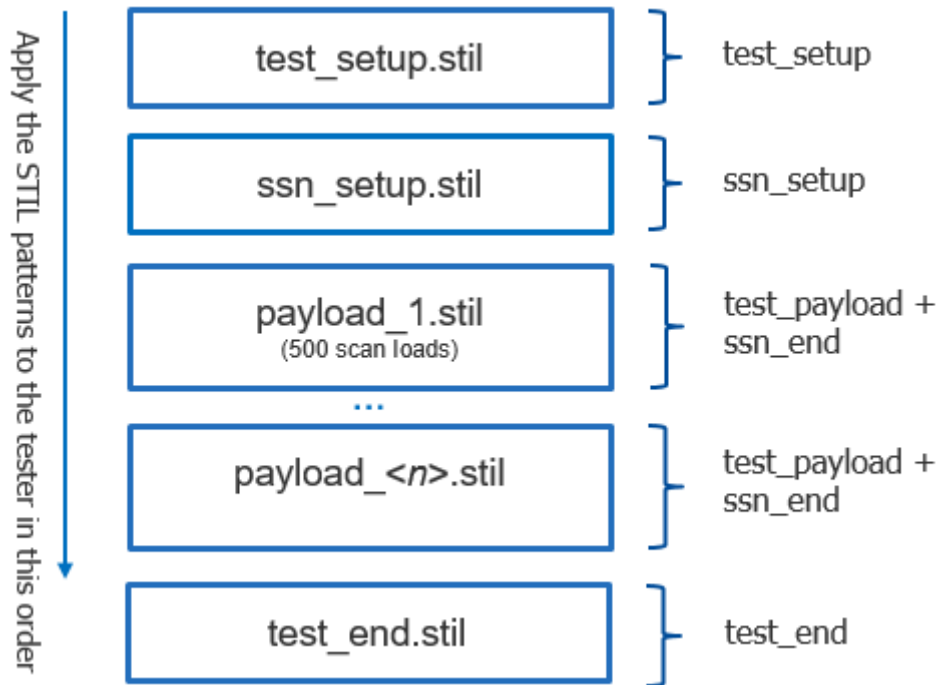 Apply the STIL patterns to the tester in this order
test_setup.stil
test_setup
ssn_setup.stil
ssn_setup
payload_1.stil
(500 scan loads)
test_payload +
ssn_end
...
payload_<n>.stil
test_payload +
ssn_end
test_end.stil
test_end